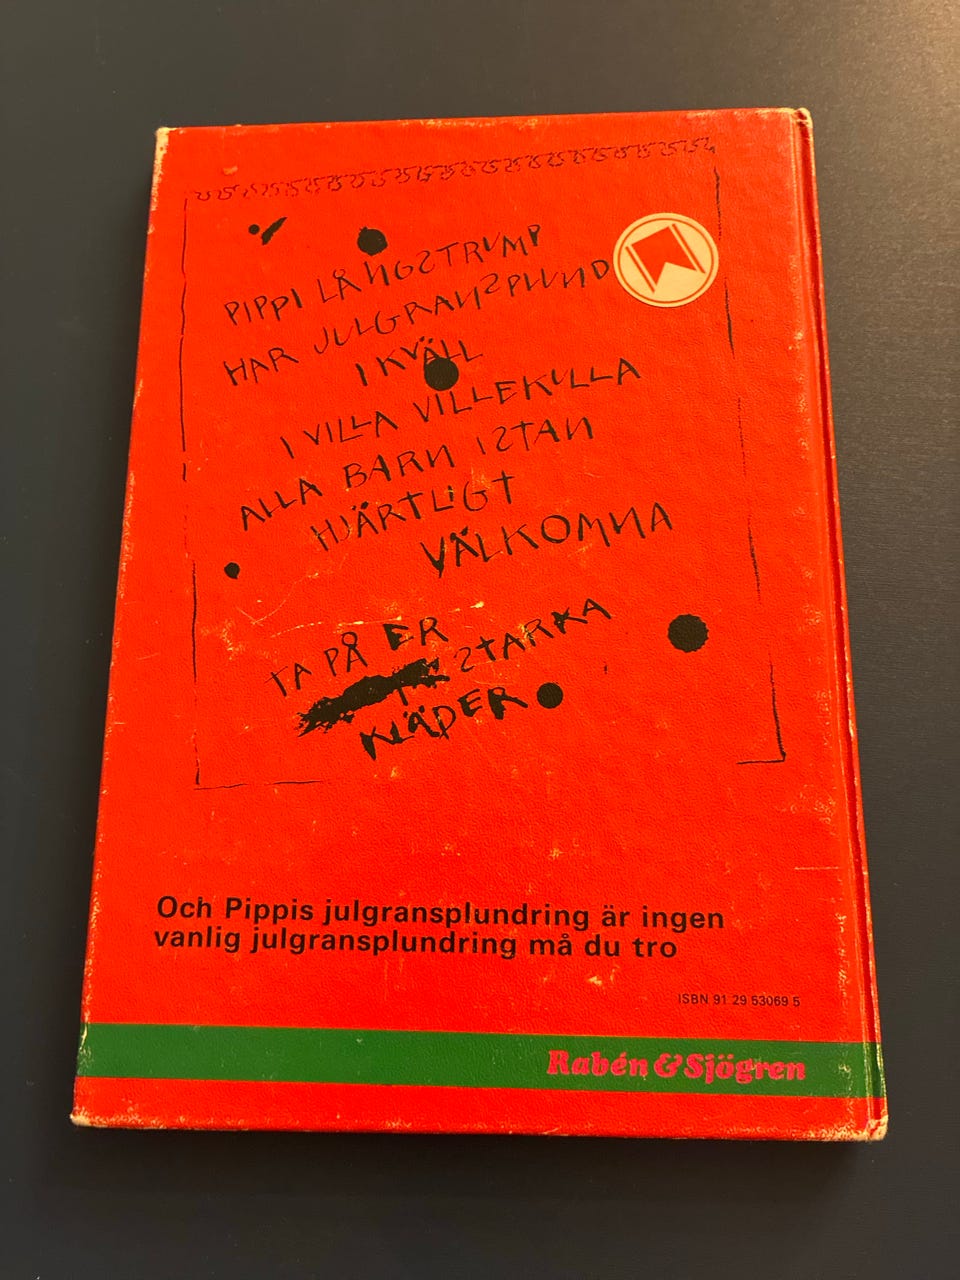 PIPPI LÅNGSTRUMP
HAR JULGRANSPLUND
I KVÄLL
I VILLA VILLEKULLA
ALLA BARN I STAN
HJÄRTLIGT
VÄLKOMNA
TA PÅ ER
STARKA
KLÄDER
Och Pippis julgransplundring är ingen
vanlig julgransplundring må du tro
ISBN 91 29 53069 5
Rabén & Sjögren